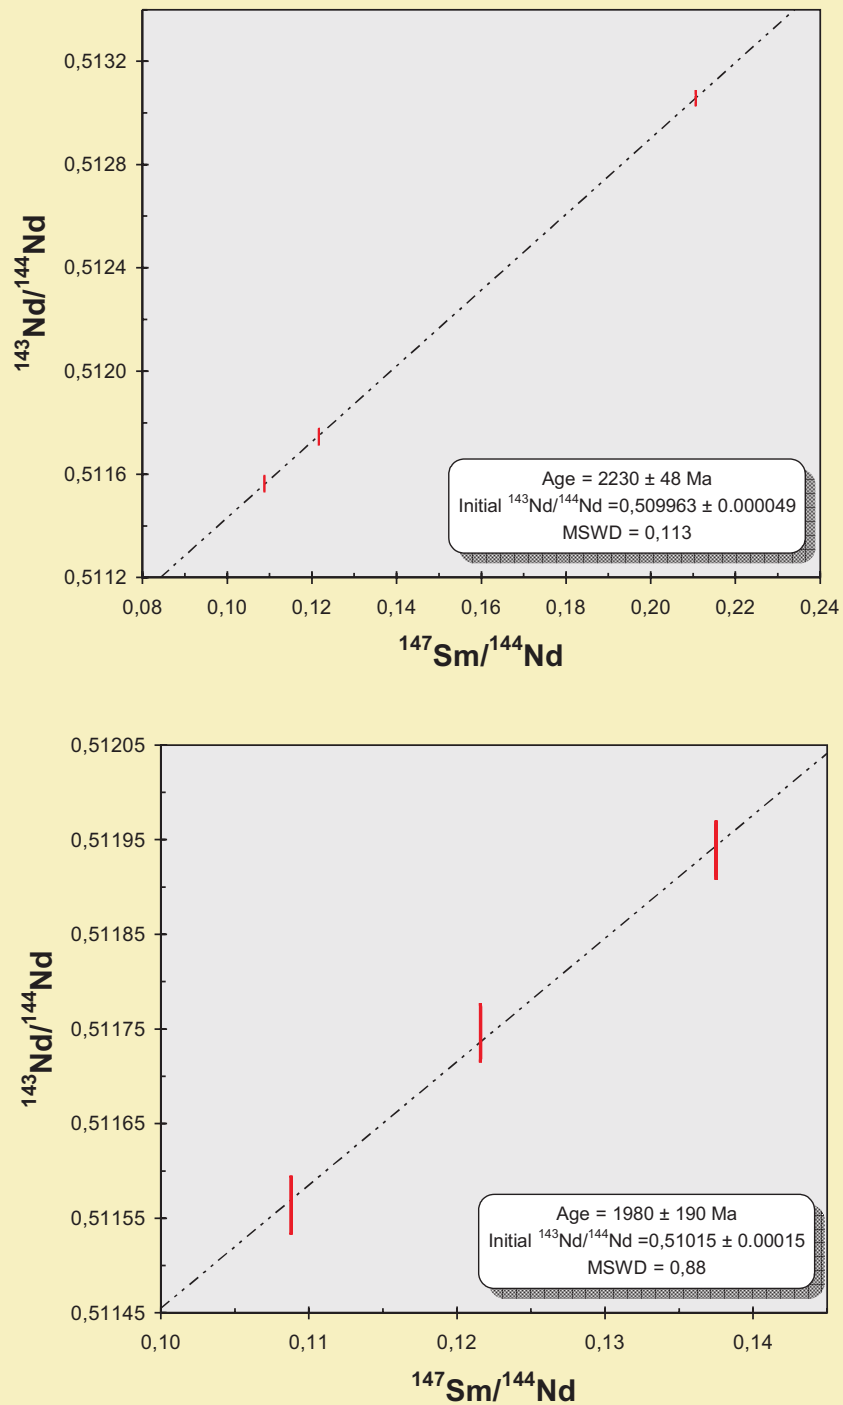 0,5132
0,5128
0,5124
0,5120
0,5116
0,5112
143Nd/144Nd
Age = 2230 ± 48 Ma
Initial 143Nd/144Nd =0,509963 ± 0.000049
MSWD = 0,113
0,08 0,10 0,12 0,14 0,16 0,18 0,20 0,22 0,24
147Sm/144Nd
0,51205
0,51195
0,51185
0,51175
0,51165
0,51155
0,51145
143Nd/144Nd
Age = 1980 ± 190 Ma
Initial 143Nd/144Nd =0,51015 ± 0.00015
MSWD = 0,88
0,10 0,11 0,12 0,13 0,14
147Sm/144Nd